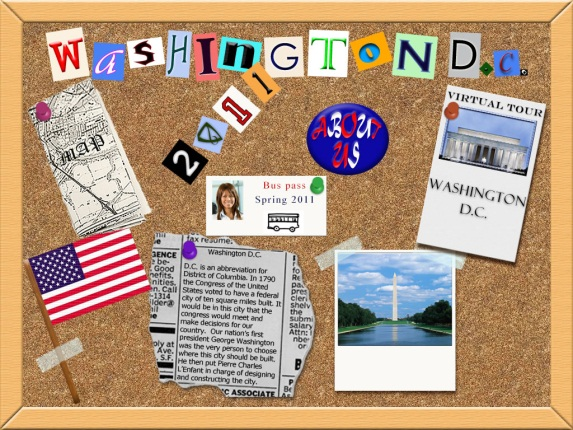 WASHINGTON D.C.
2011
MAP
ABOUT
US
VIRTUAL TOUR
WASHINGTON
D.C.
Bus pass
Spring 2011
tax resume.
Washington D.C.
D.C. is an abbreviation for
District of Columbia. In 1790
the Congress of the United
States voted to have a federal
city of ten square miles built. It
would be in this city that the
congress would meet and
make decisions for our
country. Our nation's first
president George Washington
was the very person to choose
where this city should be built.
He then put Pierre Charles
L'Enfant in charge of designing
and constructing the city.
C ASSOCIATE